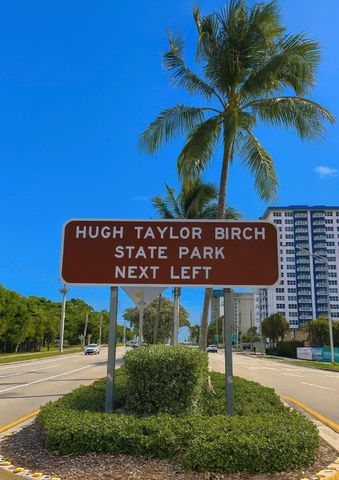 HUGH TAYLOR BIRCH
STATE PARK
NEXT LEFT